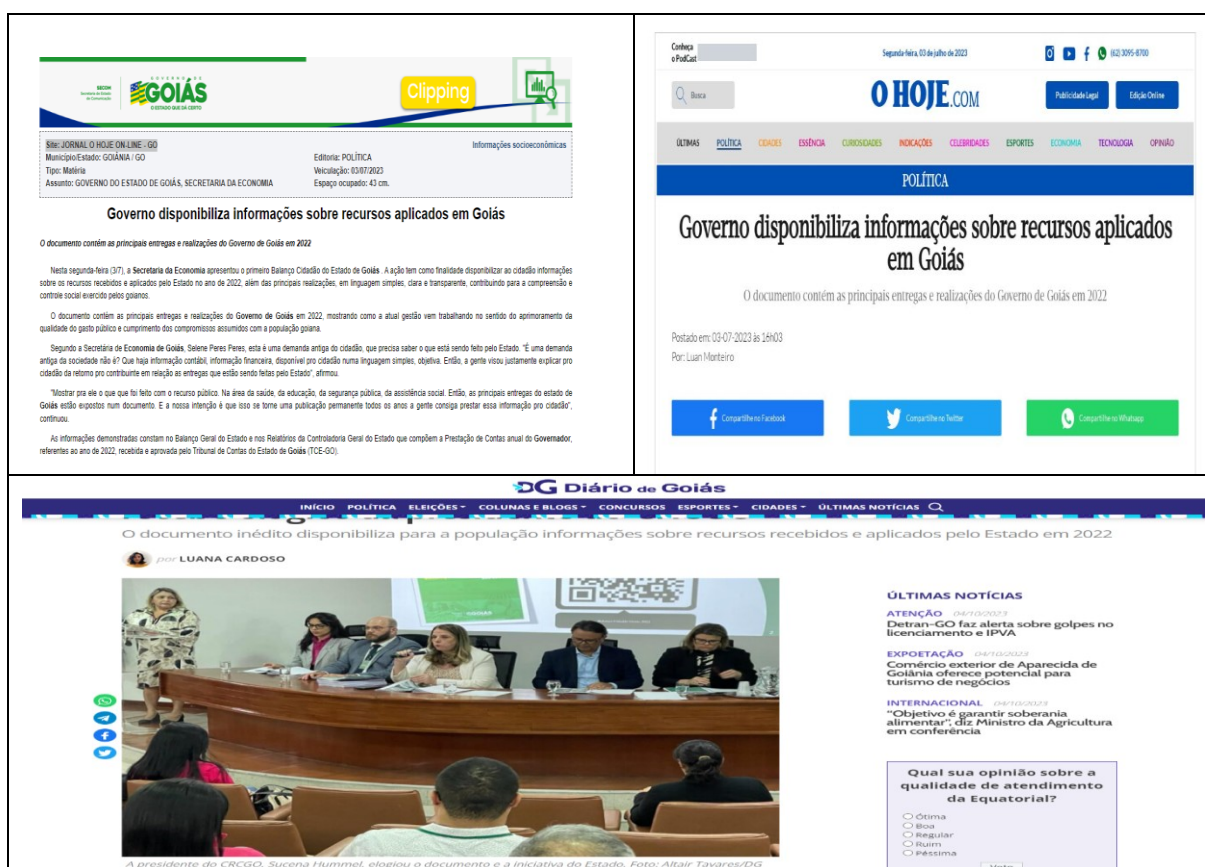 SECOM
GOVERNO DE
GOIÁS
O ESTADO QUE DÁ CERTO
Clipping
Site: JORNAL O HOJE ON-LINE - GO
Informações socioeconômicas
Município/Estado: GOIÂNIA / GO
Editoria: POLÍTICA
Tipo: Matéria
Veiculação: 03/07/2023
Assunto: GOVERNO DO ESTADO DE GOIÁS, SECRETARIA DA ECONOMIA
Espaço ocupado: 43 cm.
Governo disponibiliza informações sobre recursos aplicados em Goiás
O documento contém as principais entregas e realizações do Governo de Goiás em 2022
Nesta segunda-feira (3/7), a Secretaria da Economia apresentou o primeiro Balanço Cidadão do Estado de Goiás . A ação tem como finalidade disponibilizar ao cidadão informações
sobre os recursos recebidos e aplicados pelo Estado no ano de 2022, além das principais realizações, em linguagem simples, clara e transparente, contribuindo para a compreensão e
controle social exercido pelos goianos.
O documento contém as principais entregas e realizações do Governo de Goiás em 2022, mostrando como a atual gestão vem trabalhando no sentido do aprimoramento da
qualidade do gasto público e cumprimento dos compromissos assumidos com a população goiana.
Segundo a Secretária de Economia de Goiás, Selene Peres Peres, esta é uma demanda antiga do cidadão, que precisa saber o que está sendo feito pelo Estado. "É uma demanda
antiga da sociedade não é? Que haja informação contábil, informação financeira, disponível pro cidadão numa linguagem simples, objetiva. Então, a gente visou justamente explicar pro
cidadão da retorno pro contribuinte em relação as entregas que estão sendo feitas pelo Estado", afirmou.
"Mostrar pra ele o que que foi feito com o recurso público. Na área da saúde, da educação, da segurança pública, da assistência social. Então, as principais entregas do estado de
Goiás estão expostos num documento. E a nossa intenção é que isso se torne uma publicação permanente todos os anos a gente consiga prestar essa informação pro cidadão",
continuou.
As informações demonstradas constam no Balanço Geral do Estado e nos Relatórios da Controladoria Geral do Estado que compõem a Prestação de Contas anual do Governador,
referentes ao ano de 2022, recebida e aprovada pelo Tribunal de Contas do Estado de Goiás (TCE-GO).
Conheça
o PodCast
Segunda-feira, 03 de julho de 2023
(62) 3095-8700
Busca
O HOJE.COM
Publicidade Legal
Edição Online
ÚLTIMAS POLÍTICA CIDADES ESSÊNCIA CURIOSIDADES INDICAÇÕES CELEBRIDADES ESPORTES ECONOMIA TECNOLOGIA OPINIÃO
POLÍTICA
Governo disponibiliza informações sobre recursos aplicados
em Goiás
O documento contém as principais entregas e realizações do Governo de Goiás em 2022
Postado em: 03-07-2023 às 16h03
Por: Luan Monteiro
Compartilhe no Facebook
Compartilhe no Twitter
Compartilhe no Whatsapp
DG Diário de Goiás
INÍCIO POLÍTICA ELEIÇÕES COLUNAS E BLOGS CONCURSOS ESPORTES CIDADES ÚLTIMAS NOTÍCIAS
O documento inédito disponibiliza para a população informações sobre recursos recebidos e aplicados pelo Estado em 2022
por LUANA CARDOSO
A presidente do CRCGO, Sucena Hummel, elogiou o documento e a iniciativa do Estado. Foto: Altair Tavares/DG
ÚLTIMAS NOTÍCIAS
ATENÇÃO 04/10/2023
Detran-GO faz alerta sobre golpes no
licenciamento e IPVA
EXPOETAÇÃO 04/10/2023
Comércio exterior de Aparecida de
Goiânia oferece potencial para
turismo de negócios
INTERNACIONAL 04/10/2023
"Objetivo é garantir soberania
alimentar", diz Ministro da Agricultura
em conferência
Qual sua opinião sobre a
qualidade de atendimento
da Equatorial?
Ótima
Boa
Regular
Ruim
Péssima